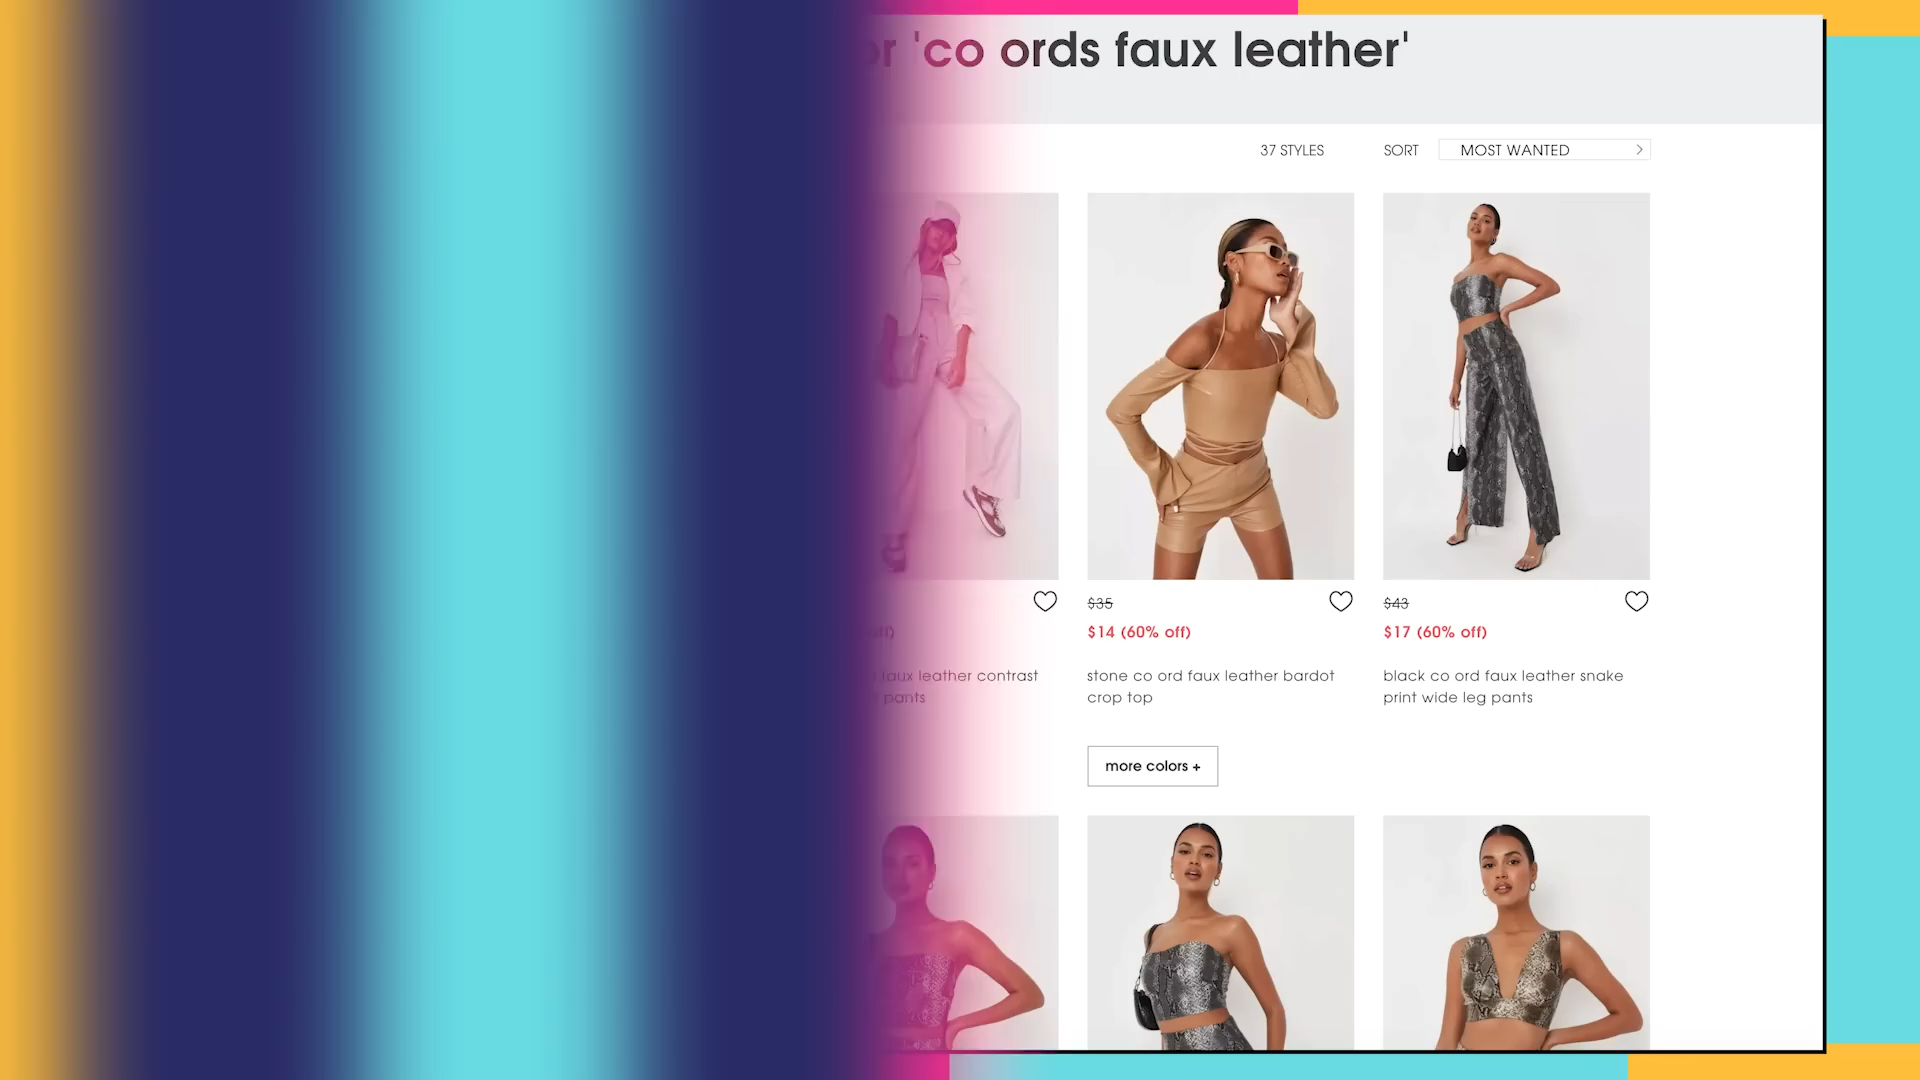 'co ords faux leather'
37 STYLES
SORT
MOST WANTED
$35
$43
$14 (60% off)
$17 (60% off)
faux leather contrast
pants
stone co ord faux leather bardot
crop top
black co ord faux leather snake
print wide leg pants
more colors +